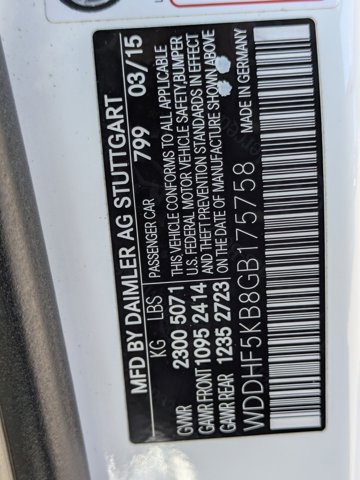 MFD BY DAIMLER AG STUTTGART
KG LBS PASSENGER CAR 799 03/15
GVWR 2300 5071 THIS VEHICLE CONFORMS TO ALL APPLICABLE
U.S. FEDERAL MOTOR VEHICLE SAFETY, BUMPER
GAWR FRONT 1095 2414 & THEFT PREVENTION STANDARDS IN EFFECT
GAWR REAR 1235 2723 ON THE DATE OF MANUFACTURE SHOWN ABOVE
MADE IN GERMANY
WDDHF5KB8GB175758